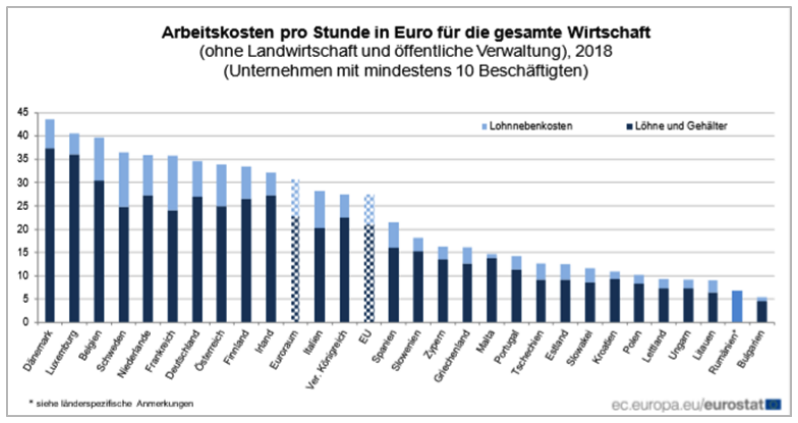 Arbeitskosten pro Stunde in Euro für die gesamte Wirtschaft
(ohne Landwirtschaft und öffentliche Verwaltung), 2018
(Unternehmen mit mindestens 10 Beschäftigten)
45
40
35
30
25
20
15
10
5
0
Lohnnebenkosten
Löhne und Gehälter
Dänemark
Luxemburg
Belgien
Schweden
Niederlande
Frankreich
Deutschland
Österreich
Finnland
Irland
Euroraum
Italien
Ver. Königreich
EU
Spanien
Slowenien
Zypern
Griechenland
Malta
Portugal
Tschechien
Estland
Slowakei
Kroatien
Polen
Lettland
Ungarn
Litauen
Rumänien*
Bulgarien
* siehe länderspezifische Anmerkungen
ec.europa.eu/eurostat